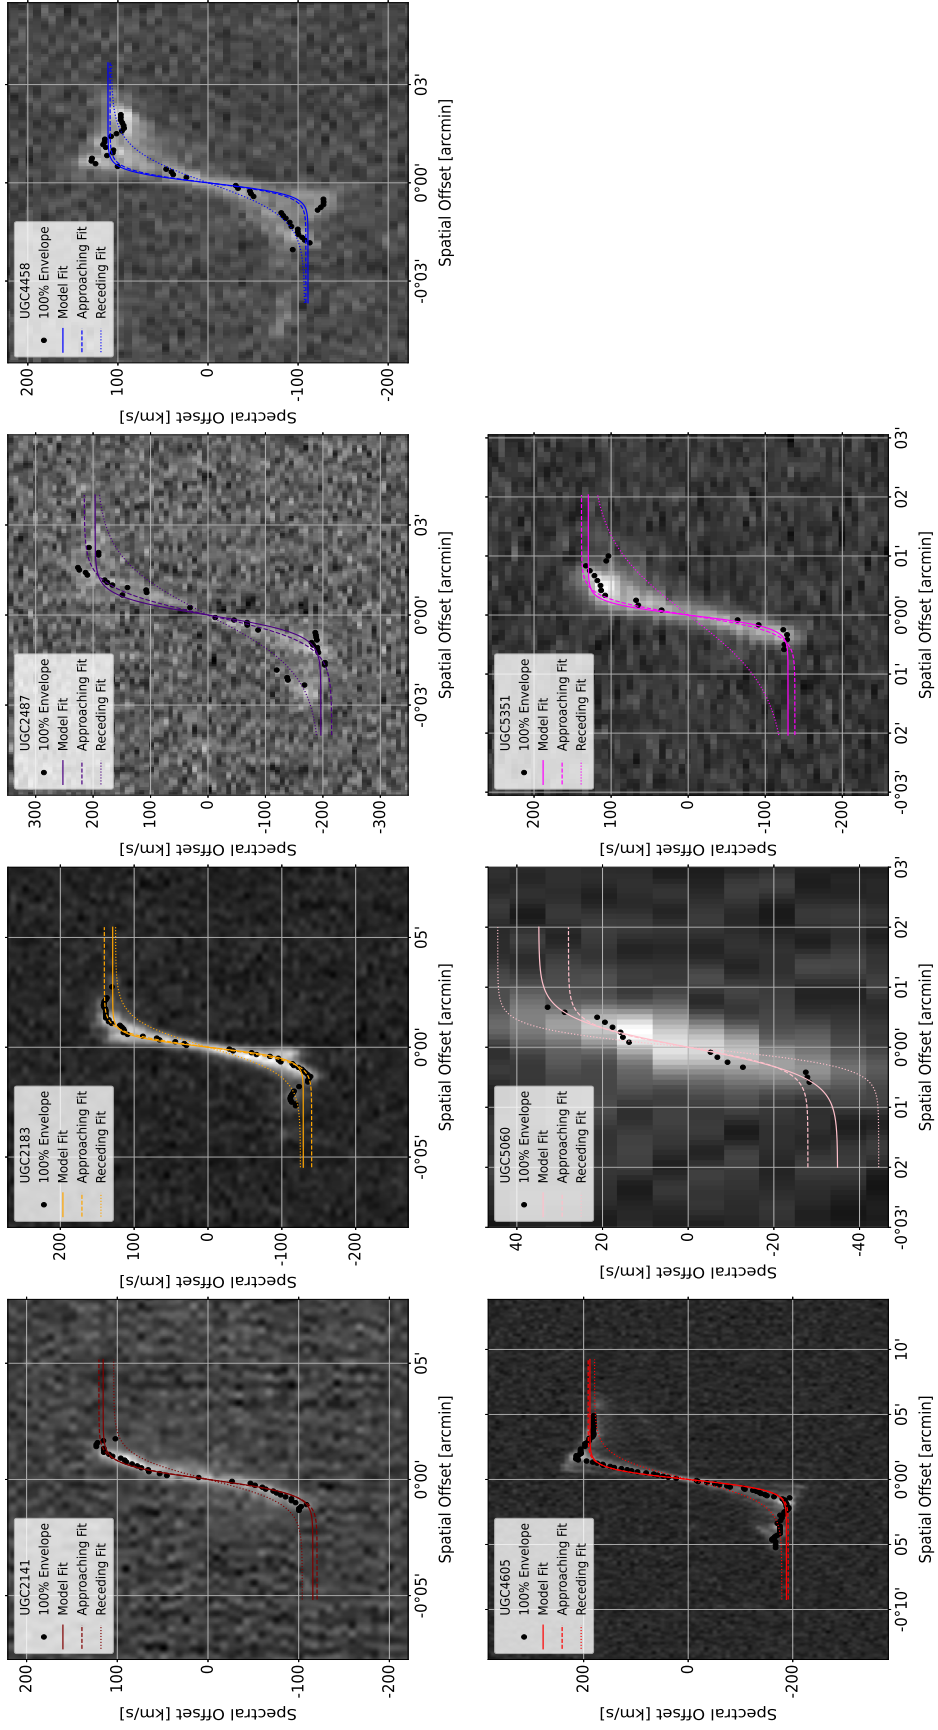 UGC2141
100% Envelope
Model Fit
Approaching Fit
Receding Fit
Spectral Offset [km/s]
200
100
0
-100
-200
-0°05' 0°00' 05'
Spatial Offset [arcmin]
UGC2183
100% Envelope
Model Fit
Approaching Fit
Receding Fit
Spectral Offset [km/s]
200
100
0
-100
-200
-0°05' 0°00' 05'
Spatial Offset [arcmin]
UGC2487
100% Envelope
Model Fit
Approaching Fit
Receding Fit
Spectral Offset [km/s]
300
200
100
0
-100
-200
-300
-0°03' 0°00' 03'
Spatial Offset [arcmin]
UGC4458
100% Envelope
Model Fit
Approaching Fit
Receding Fit
Spectral Offset [km/s]
200
100
0
-100
-200
-0°03' 0°00' 03'
Spatial Offset [arcmin]
UGC4605
100% Envelope
Model Fit
Approaching Fit
Receding Fit
Spectral Offset [km/s]
200
0
-200
-0°10' 05' 0°00' 05' 10'
Spatial Offset [arcmin]
UGC5060
100% Envelope
Model Fit
Approaching Fit
Receding Fit
Spectral Offset [km/s]
40
20
0
-20
-40
-0°03' 02' 01' 0°00' 01' 02' 03'
Spatial Offset [arcmin]
UGC5351
100% Envelope
Model Fit
Approaching Fit
Receding Fit
Spectral Offset [km/s]
200
100
0
-100
-200
-0°03' 02' 01' 0°00' 01' 02' 03'
Spatial Offset [arcmin]